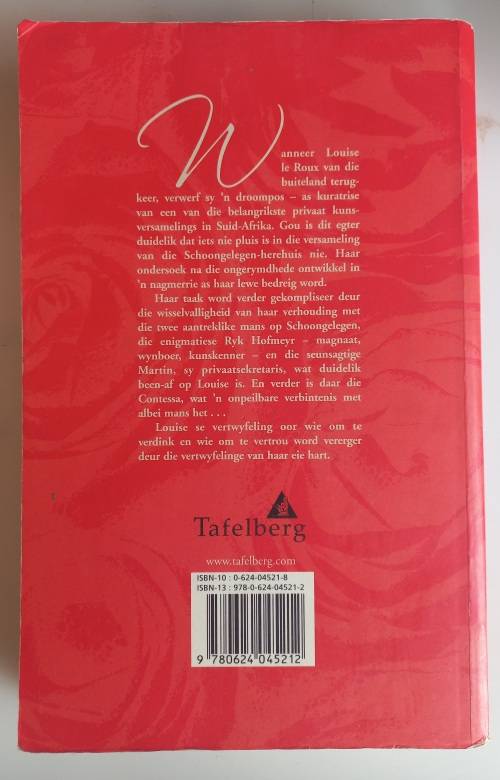 Wanneer Louise
le Roux van die
buiteland terug-
keer, verwerf sy 'n droompos – as kuratrise
van een van die belangrikste privaat kuns-
versamelings in Suid-Afrika. Gou is dit egter
duidelik dat iets nie pluis is in die versameling
van die Schoongelegen-herehuis nie. Haar
ondersoek na die ongerymdhede ontwikkel in
'n nagmerrie as haar lewe bedreig word.
Haar taak word verder gekompliseer deur
die wisselvalligheid van haar verhouding met
die twee aantreklike mans op Schoongelegen,
die enigmatiese Ryk Hofmeyr – magnaat,
wynboer, kunskenner – en die seunsagtige
Martin, sy privaatsekretaris, wat duidelik
been-af op Louise is. En verder is daar die
Contessa, wat 'n onpeilbare verbintenis met
albei mans het . . .
Louise se vertwyfeling oor wie om te
verdink en wie om te vertrou word vererger
deur die vertwyfelinge van haar eie hart.
Tafelberg
www.tafelberg.com
ISBN-10 : 0-624-04521-8
ISBN-13 : 978-0-624-04521-2
9 780624 045212